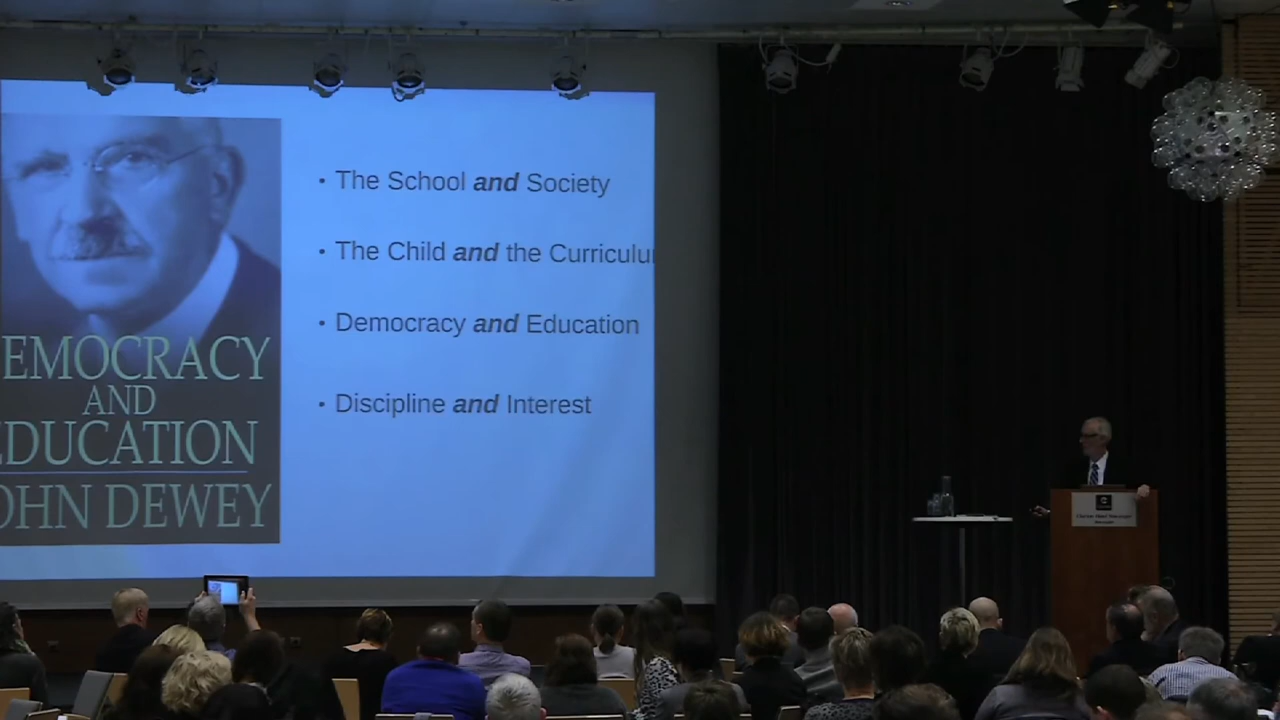 EMOCRACY
AND
EDUCATION
OHN DEWEY
• The School and Society
• The Child and the Curriculu
• Democracy and Education
• Discipline and Interest